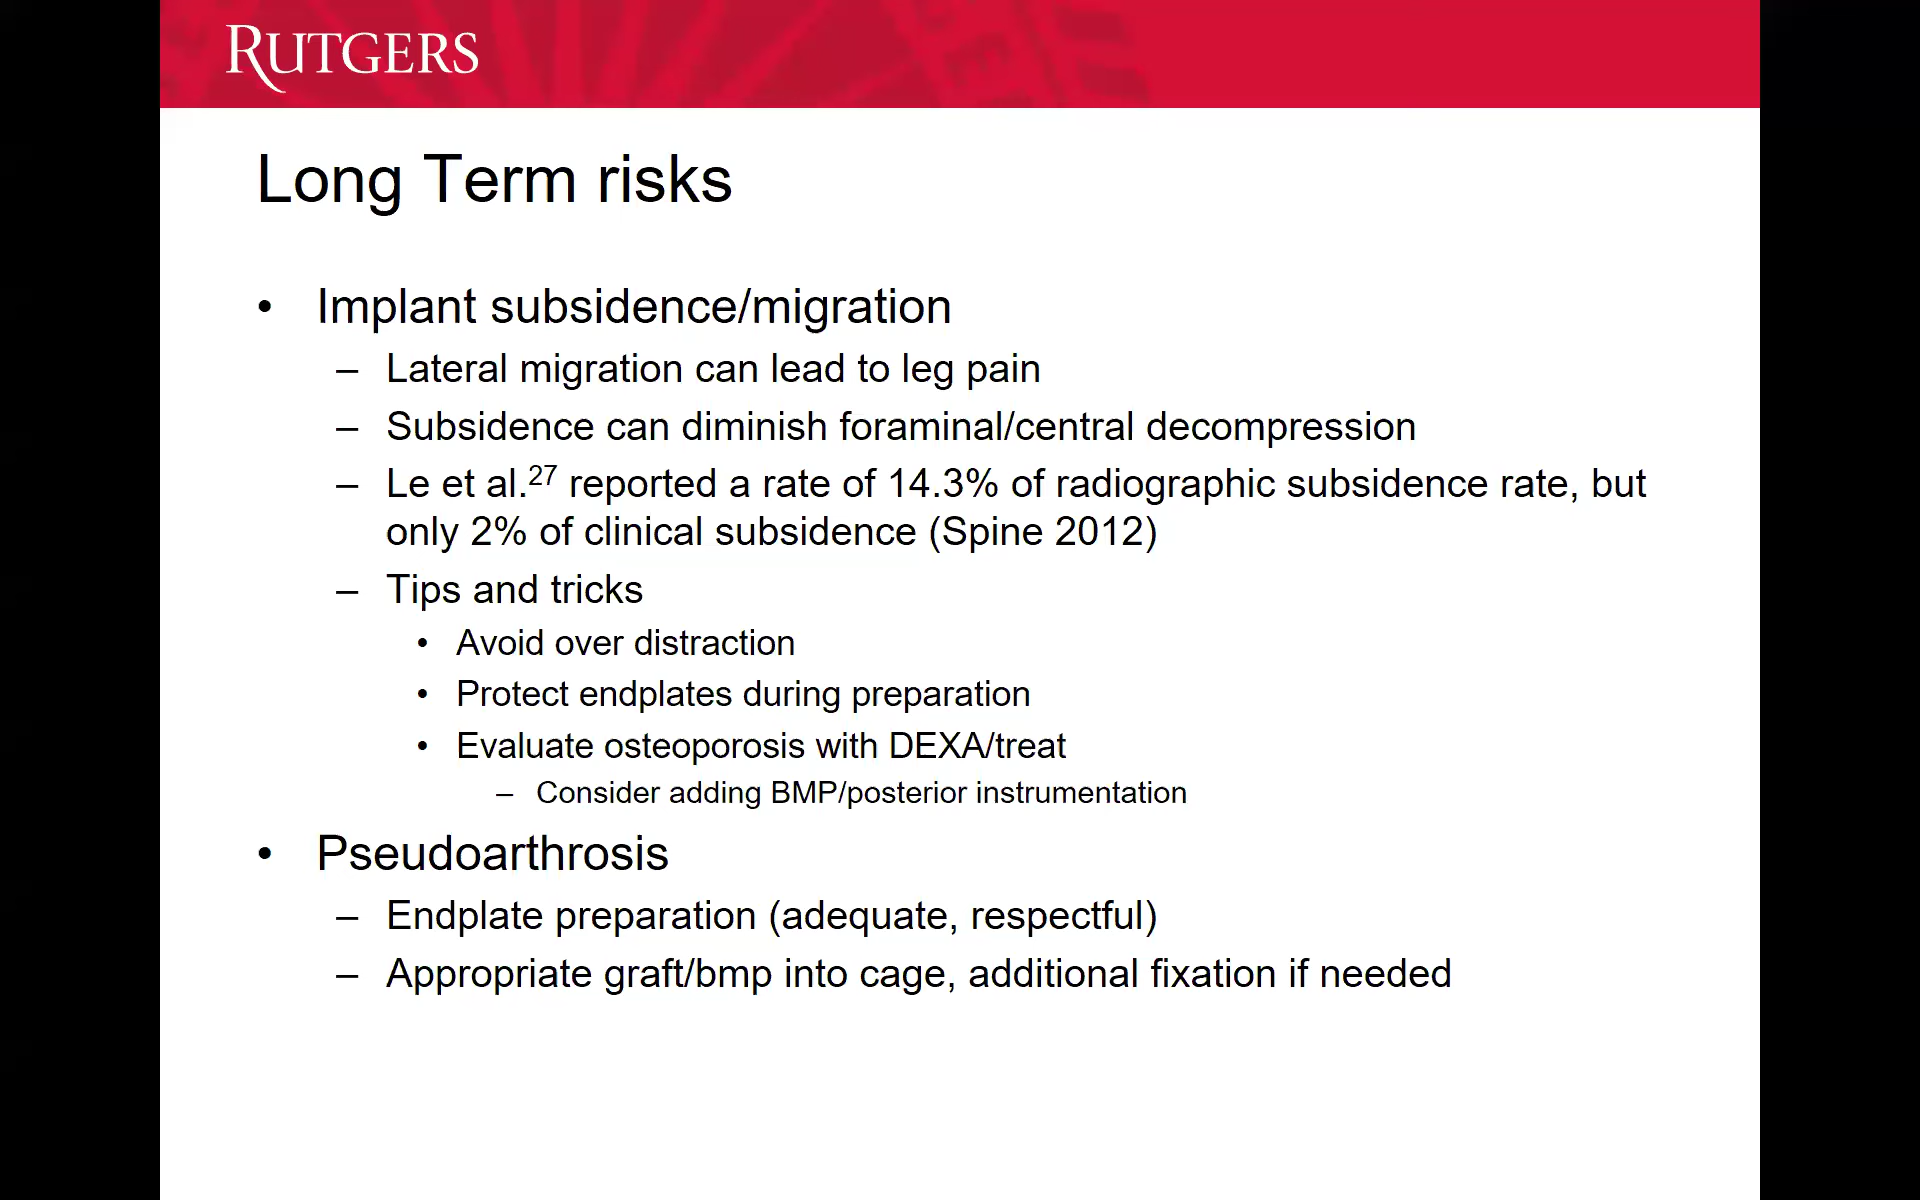 RUTGERS
Long Term risks
• Implant subsidence/migration
– Lateral migration can lead to leg pain
– Subsidence can diminish foraminal/central decompression
– Le et al.27 reported a rate of 14.3% of radiographic subsidence rate, but
only 2% of clinical subsidence (Spine 2012)
– Tips and tricks
• Avoid over distraction
• Protect endplates during preparation
• Evaluate osteoporosis with DEXA/treat
– Consider adding BMP/posterior instrumentation
• Pseudoarthrosis
– Endplate preparation (adequate, respectful)
– Appropriate graft/bmp into cage, additional fixation if needed